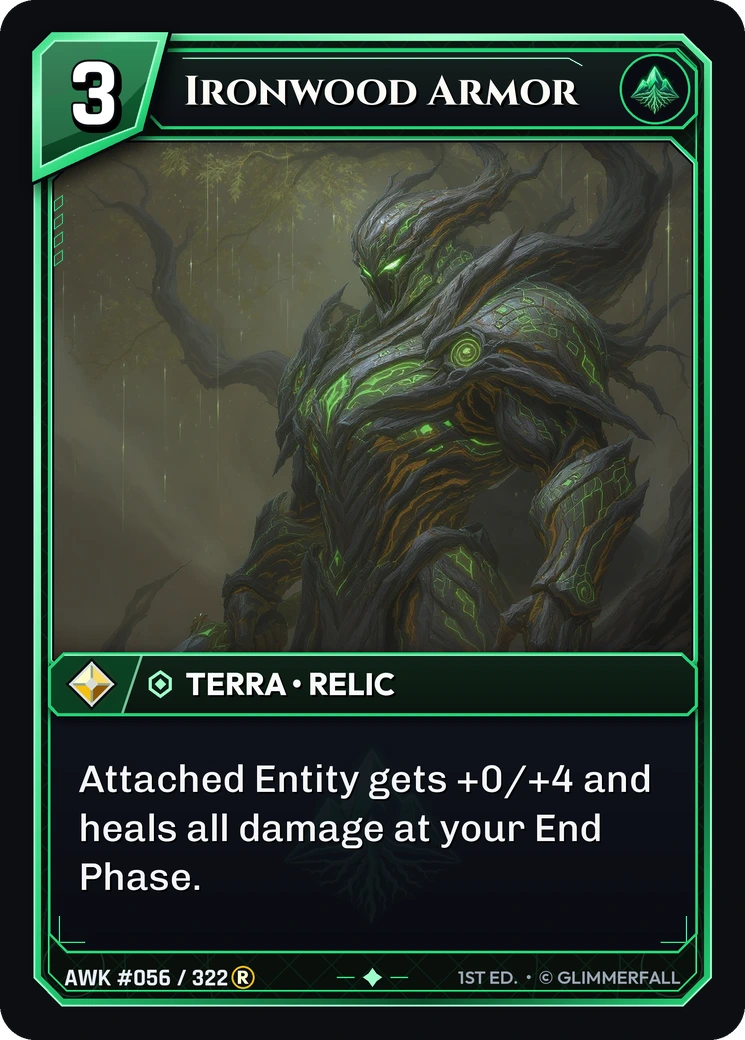 3
Ironwood Armor
TERRA • RELIC
Attached Entity gets +0/+4 and
heals all damage at your End
Phase.
AWK #056 / 322 R
1ST ED. • © GLIMMERFALL